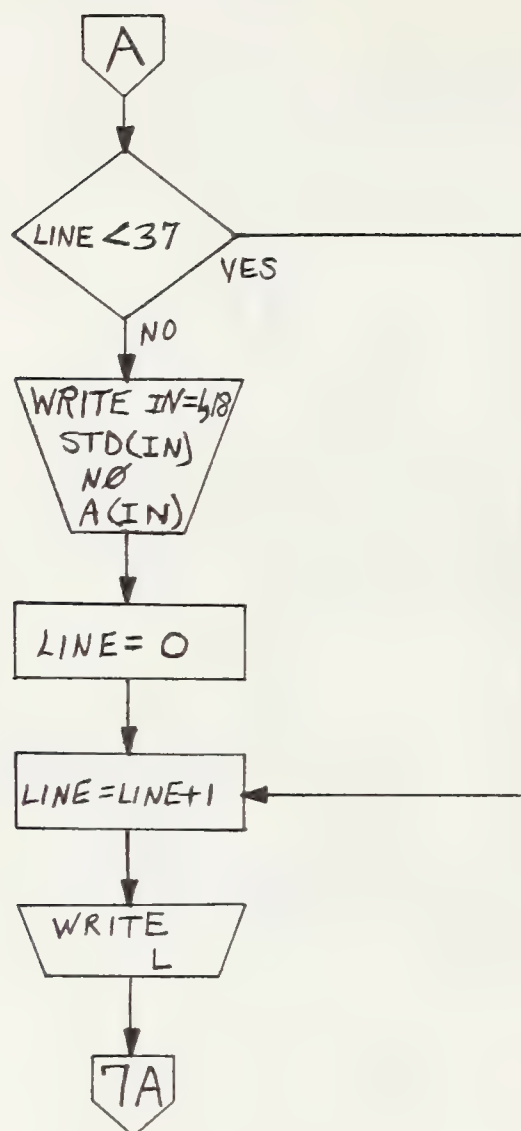 A
LINE <37
YES
NO
WRITE IN=1,18
STD(IN)
NØ
A(IN)
LINE = 0
LINE =LINE+1
WRITE
L
7A